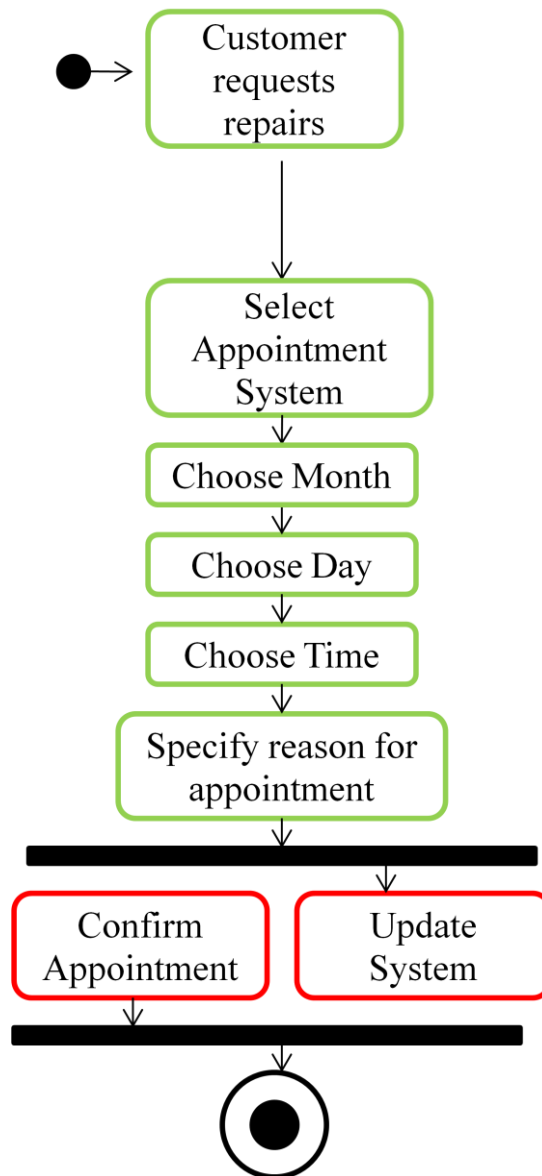 Customer
requests
repairs
Select
Appointment
System
Choose Month
Choose Day
Choose Time
Specify reason for
appointment
Confirm
Appointment
Update
System